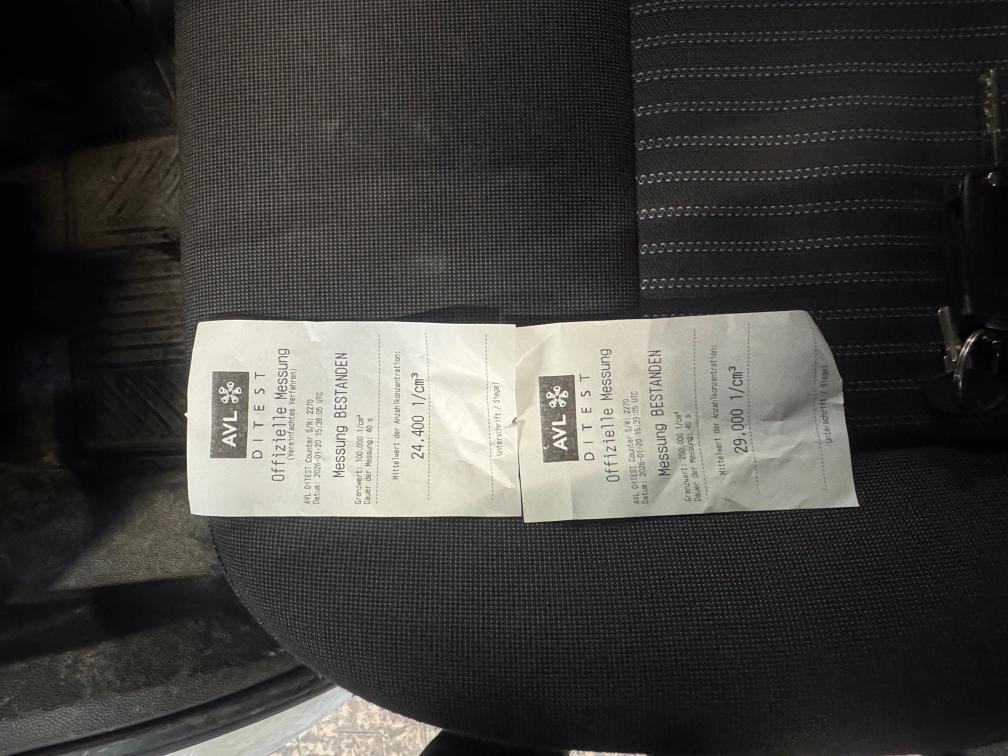 AVL
DITEST
Offizielle Messung
(Vereinfachtes Verfahren)
AVL DITEST Counter S/N: 2270
Datum: 2026-01-20 15:38:05 UTC
Messung BESTANDEN
Grenzwert: 100.000 1/cm³
Dauer der Messung: 40 s
Mittelwert der Anzahlkonzentration:
24.400 1/cm³
Unterschrift / Siegel
AVL
DITEST
Offizielle Messung
AVL DITEST Counter S/N: 2270
Datum: 2026-01-20 15:39:05 UTC
Messung BESTANDEN
Grenzwert: 250.000 1/cm³
Dauer der Messung: 40 s
Mittelwert der Anzahlkonzentration:
29.000 1/cm³
Unterschrift / Siegel